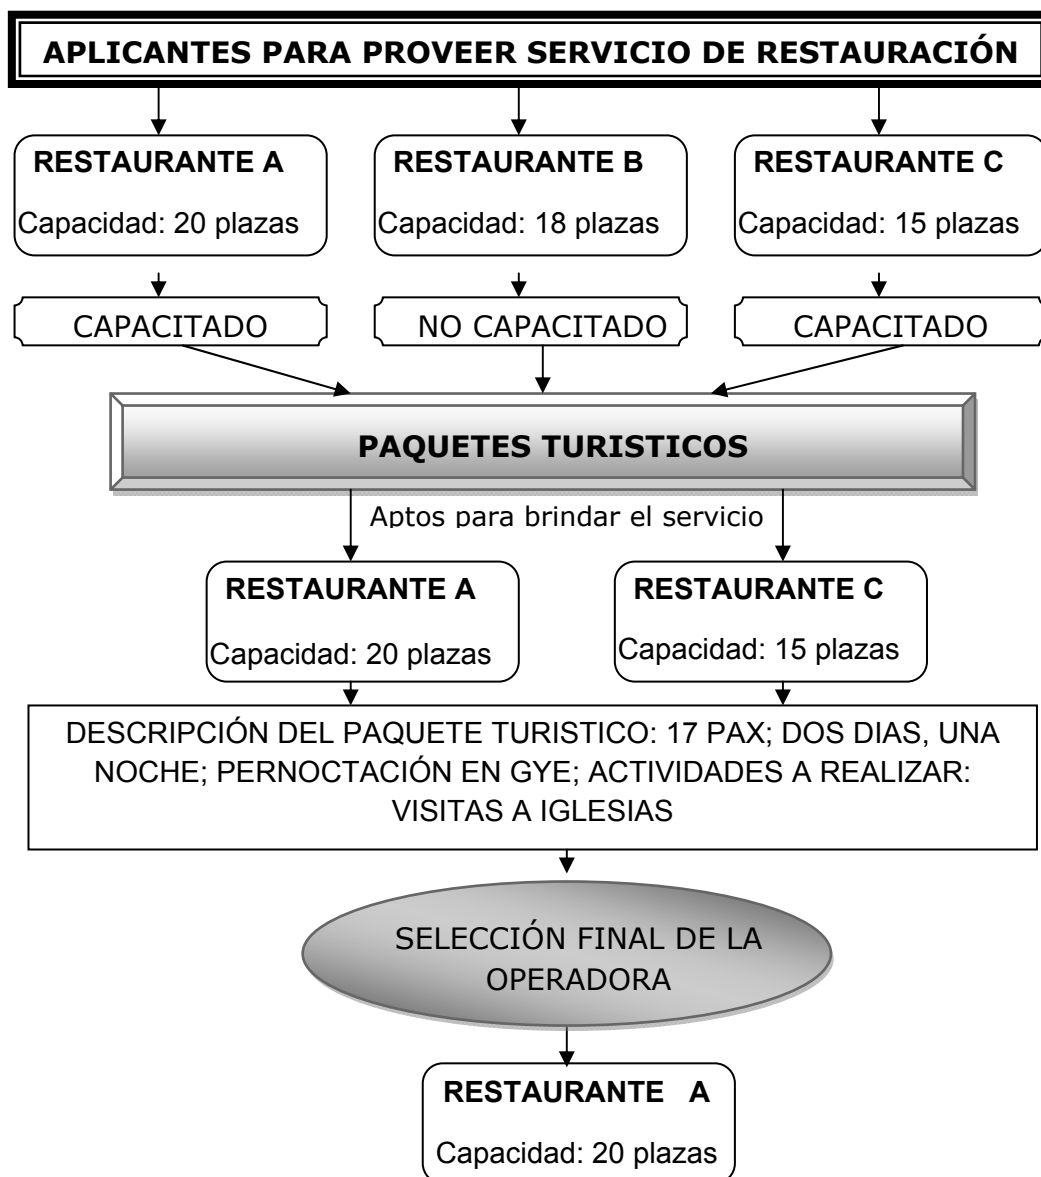 APLICANTES PARA PROVEER SERVICIO DE RESTAURACIÓN
RESTAURANTE A
Capacidad: 20 plazas
RESTAURANTE B
Capacidad: 18 plazas
RESTAURANTE C
Capacidad: 15 plazas
CAPACITADO
NO CAPACITADO
CAPACITADO
PAQUETES TURISTICOS
Aptos para brindar el servicio
RESTAURANTE A
Capacidad: 20 plazas
RESTAURANTE C
Capacidad: 15 plazas
DESCRIPCIÓN DEL PAQUETE TURISTICO: 17 PAX; DOS DIAS, UNA
NOCHE; PERNOCTACIÓN EN GYE; ACTIVIDADES A REALIZAR:
VISITAS A IGLESIAS
SELECCIÓN FINAL DE LA
OPERADORA
RESTAURANTE A
Capacidad: 20 plazas